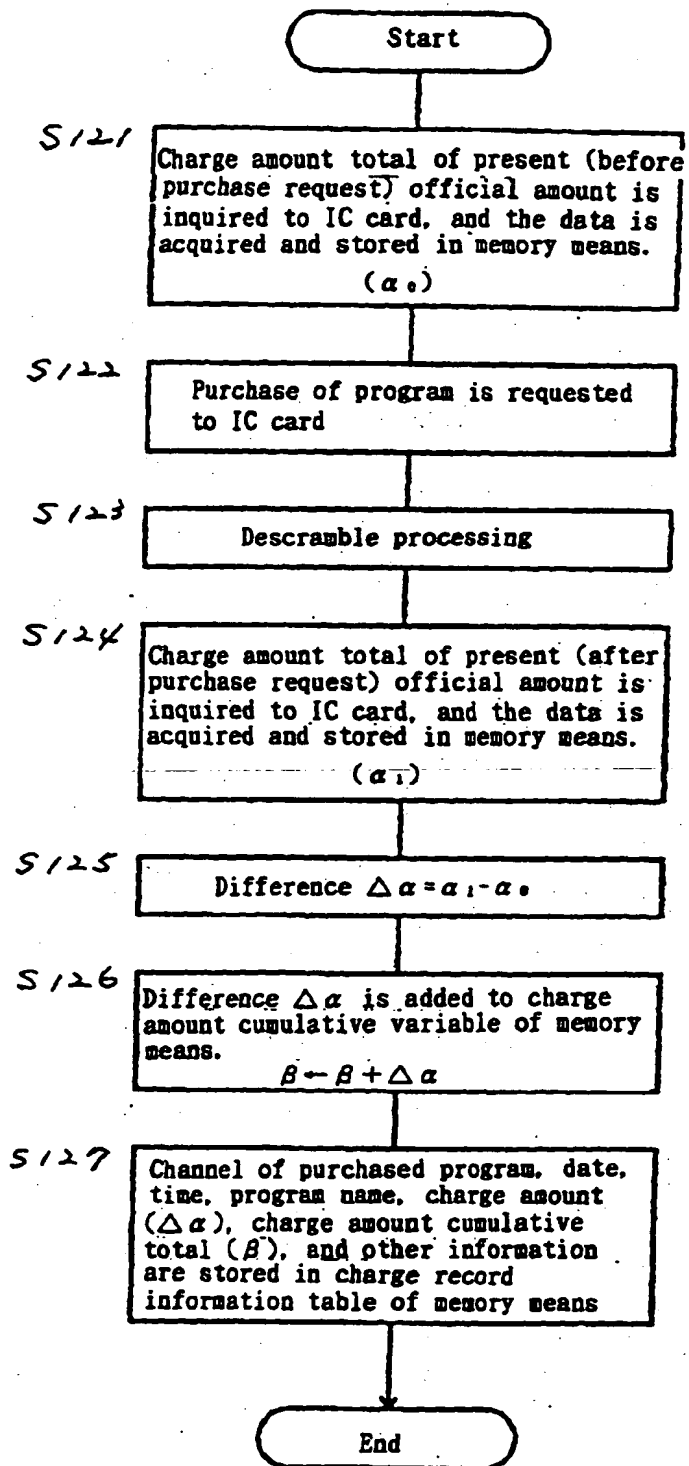 Start
S121
Charge amount total of present (before
purchase request) official amount is
inquired to IC card, and the data is
acquired and stored in memory means.
(α₀)
S122
Purchase of program is requested
to IC card
S123
Descramble processing
S124
Charge amount total of present (after
purchase request) official amount is
inquired to IC card, and the data is
acquired and stored in memory means.
(α₁)
S125
Difference △α=α₁-α₀
S126
Difference △α is added to charge
amount cumulative variable of memory
means.
β←β+△α
S127
Channel of purchased program, date,
time, program name, charge amount
(△α), charge amount cumulative
total (β), and other information
are stored in charge record
information table of memory means
End